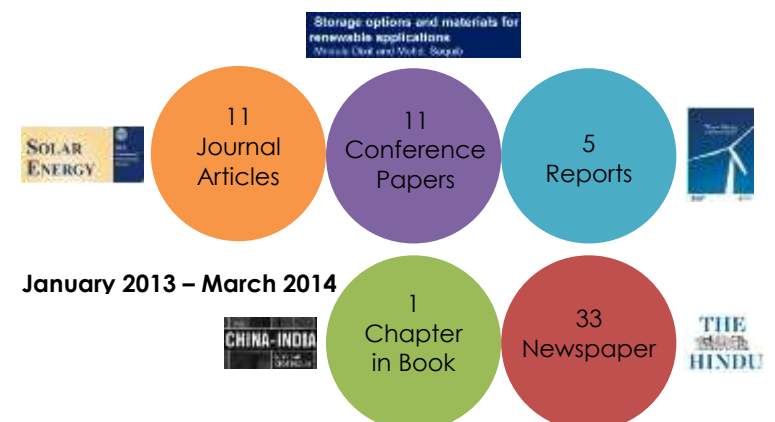 Storage options and materials for
renewable applications
11
Journal
Articles
11
Conference
Papers
5
Reports
SOLAR
ENERGY
January 2013 – March 2014
1
Chapter
in Book
33
Newspaper
CHINA-INDIA
THE
HINDU